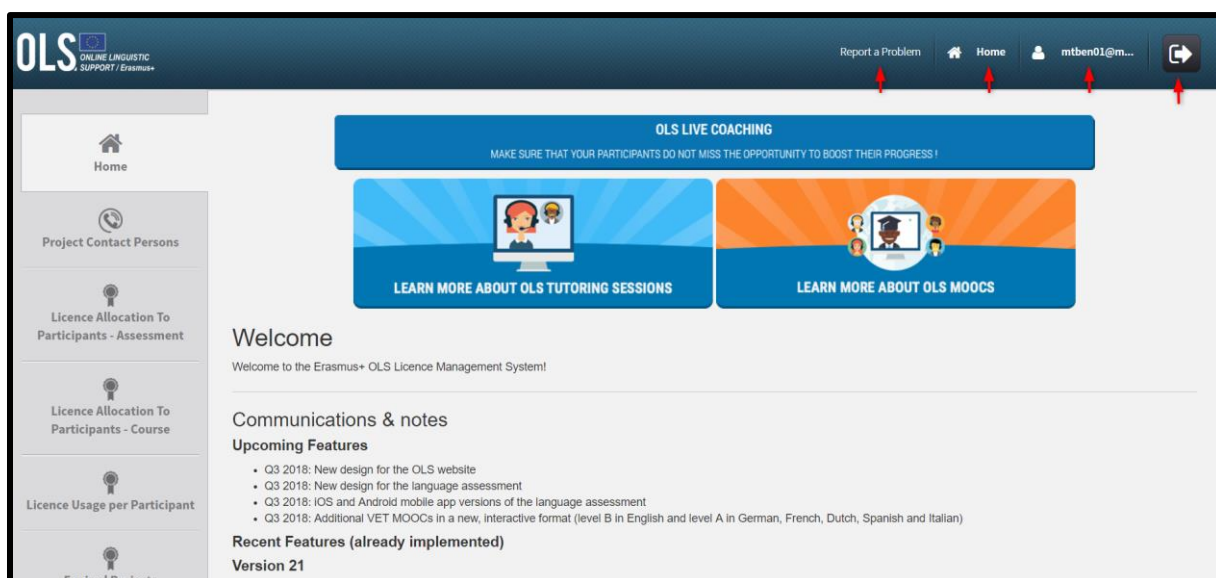 OLS
ONLINE LINGUISTIC
SUPPORT / Erasmus+
Report a Problem
Home
mtben01@m...
Home
Project Contact Persons
Licence Allocation To
Participants - Assessment
Licence Allocation To
Participants - Course
Licence Usage per Participant
OLS LIVE COACHING
MAKE SURE THAT YOUR PARTICIPANTS DO NOT MISS THE OPPORTUNITY TO BOOST THEIR PROGRESS !
LEARN MORE ABOUT OLS TUTORING SESSIONS
LEARN MORE ABOUT OLS MOOCS
Welcome
Welcome to the Erasmus+ OLS Licence Management System!
Communications & notes
Upcoming Features
• Q3 2018: New design for the OLS website
• Q3 2018: New design for the language assessment
• Q3 2018: iOS and Android mobile app versions of the language assessment
• Q3 2018: Additional VET MOOCs in a new, interactive format (level B in English and level A in German, French, Dutch, Spanish and Italian)
Recent Features (already implemented)
Version 21